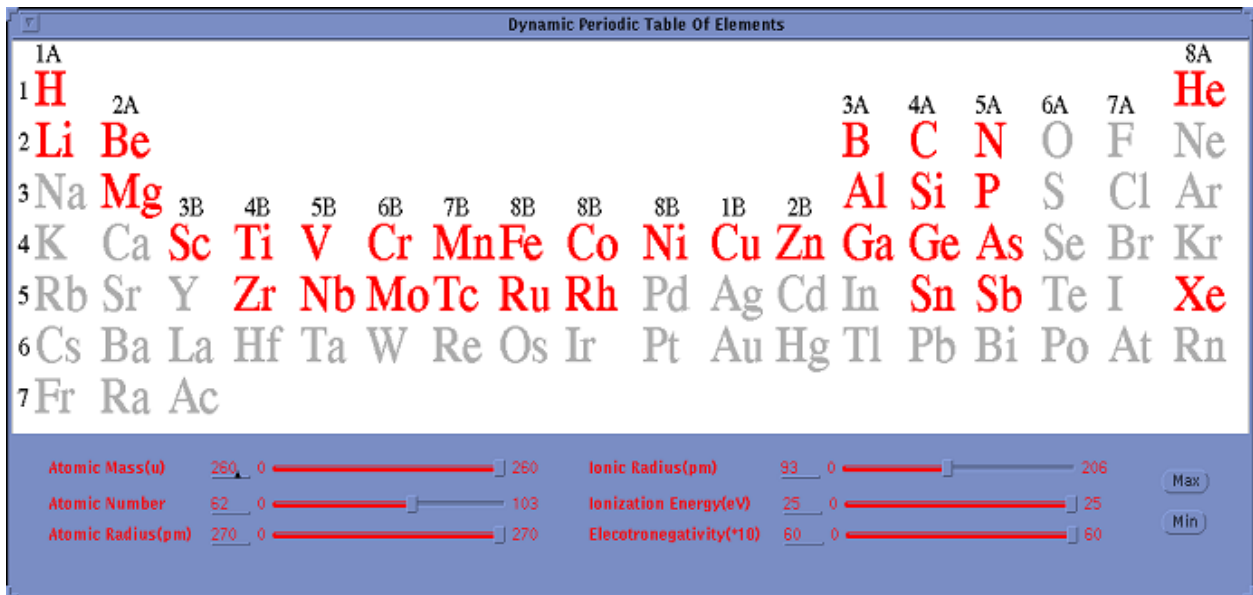 Dynamic Periodic Table Of Elements
1A 8A
1 H He
2A 3A 4A 5A 6A 7A
2 Li Be B C N O F Ne
3 Na Mg Al Si P S Cl Ar
3B 4B 5B 6B 7B 8B 8B 8B 1B 2B
4 K Ca Sc Ti V Cr Mn Fe Co Ni Cu Zn Ga Ge As Se Br Kr
5 Rb Sr Y Zr Nb Mo Tc Ru Rh Pd Ag Cd In Sn Sb Te I Xe
6 Cs Ba La Hf Ta W Re Os Ir Pt Au Hg Tl Pb Bi Po At Rn
7 Fr Ra Ac
Atomic Mass(u) 260 0 260 Ionic Radius(pm) 93 0 206
Max
Atomic Number 62 0 103 Ionization Energy(eV) 25 0 25
Min
Atomic Radius(pm) 270 0 270 Elecotronegativity(*10) 60 0 60